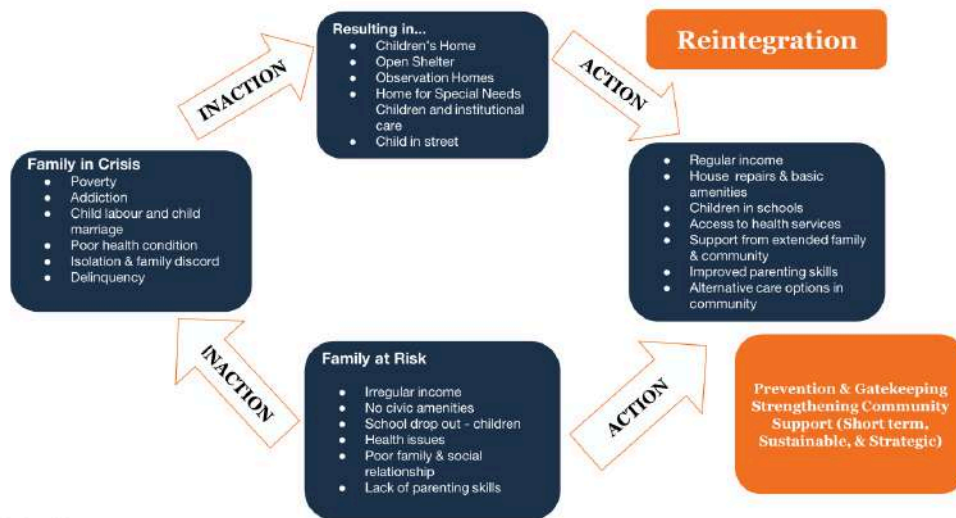 Resulting in...
• Children's Home
• Open Shelter
• Observation Homes
• Home for Special Needs
Children and institutional
care
• Child in street
Reintegration
INACTION
ACTION
Family in Crisis
• Poverty
• Addiction
• Child labour and child
marriage
• Poor health condition
• Isolation & family discord
• Delinquency
• Regular income
• House repairs & basic
amenities
• Children in schools
• Access to health services
• Support from extended family
& community
• Improved parenting skills
• Alternative care options in
community
INACTION
Family at Risk
• Irregular income
• No civic amenities
• School drop out - children
• Health issues
• Poor family & social
relationship
• Lack of parenting skills
ACTION
Prevention & Gatekeeping
Strengthening Community
Support (Short term,
Sustainable, & Strategic)